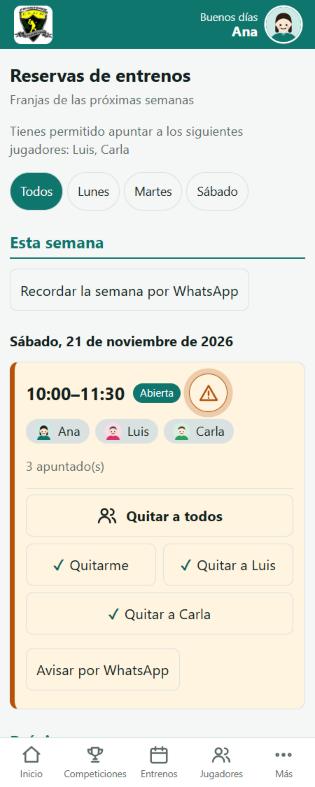 Buenos días
Ana
Reservas de entrenos
Franjas de las próximas semanas
Tienes permitido apuntar a los siguientes
jugadores: Luis, Carla
Todos
Lunes
Martes
Sábado
Esta semana
Recordar la semana por WhatsApp
Sábado, 21 de noviembre de 2026
10:00–11:30
Abierta
Ana
Luis
Carla
3 apuntado(s)
Quitar a todos
✓ Quitarme
✓ Quitar a Luis
✓ Quitar a Carla
Avisar por WhatsApp
Inicio
Competiciones
Entrenos
Jugadores
Más